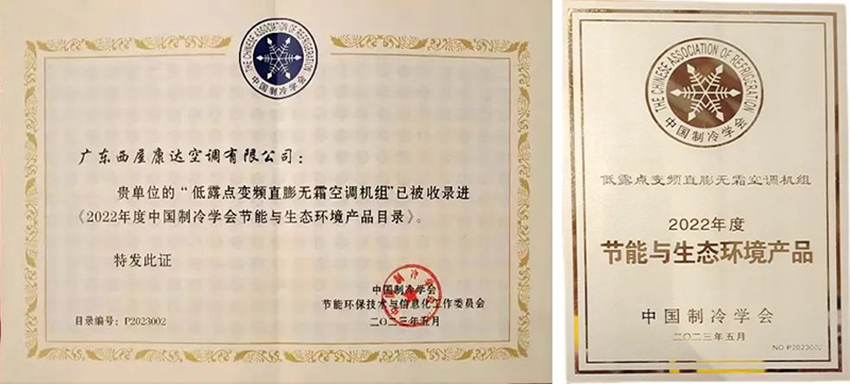 THE CHINESE ASSOCIATION OF REFRIGERATION
中国制冷学会
广东西屋康达空调有限公司：
贵单位的“低露点变频直膨无霜空调机组”已被收录进
《2022年度中国制冷学会节能与生态环境产品目录》。
特发此证
中国制冷学会
节能环保技术与信息化工作委员会
二〇二三年五月
目录编号：P2023002
THE CHINESE ASSOCIATION OF REFRIGERATION
中国制冷学会
低露点变频直膨无霜空调机组
2022年度
节能与生态环境产品
中国制冷学会
二〇二三年五月
NO.P2023002